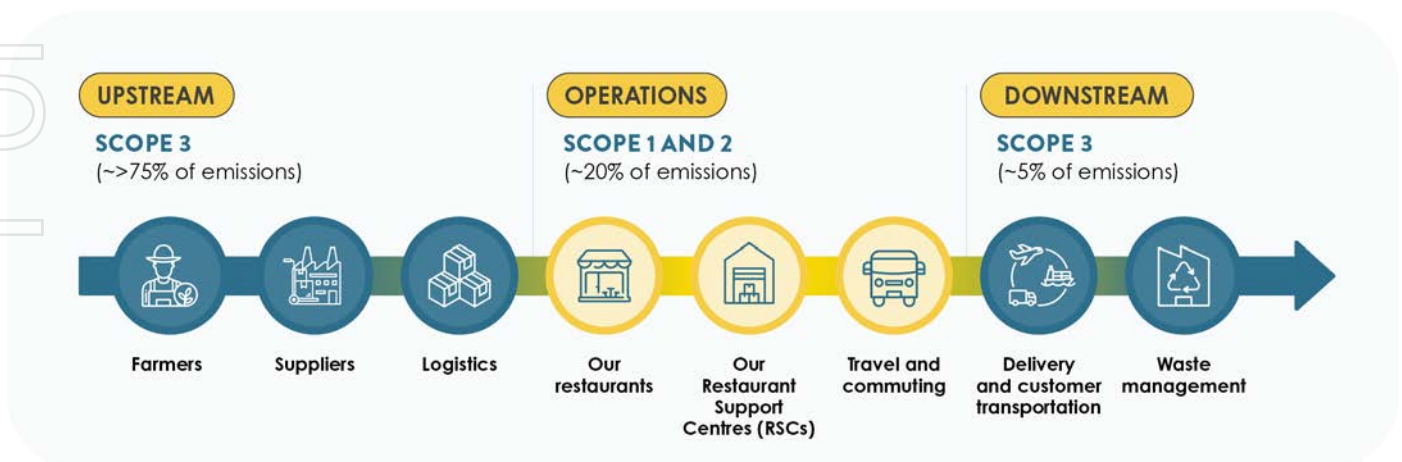 UPSTREAM
SCOPE 3
(~>75% of emissions)
OPERATIONS
SCOPE 1 AND 2
(~20% of emissions)
DOWNSTREAM
SCOPE 3
(~5% of emissions)
Farmers
Suppliers
Logistics
Our
restaurants
Our
Restaurant
Support
Centres (RSCs)
Travel and
commuting
Delivery
and customer
transportation
Waste
management